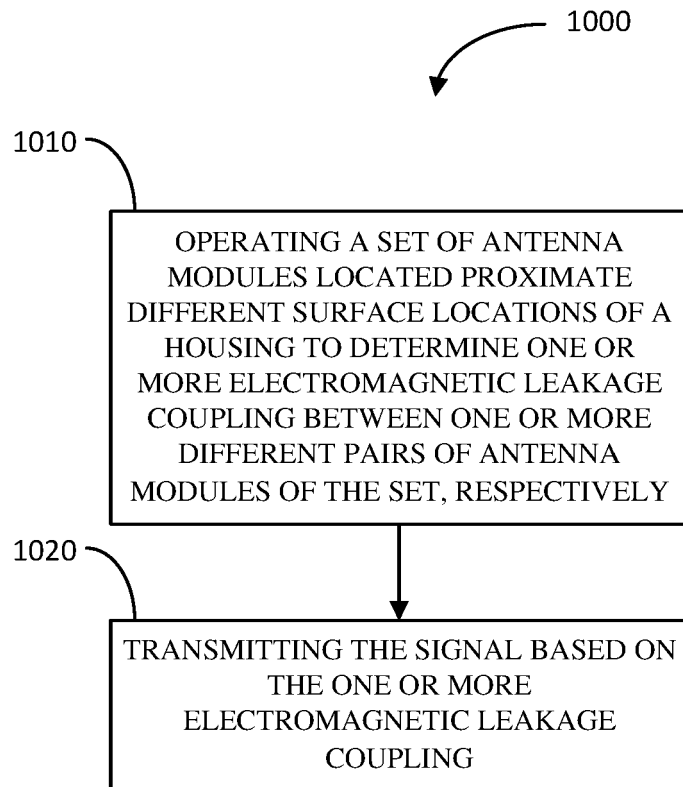 1000
1010
OPERATING A SET OF ANTENNA
MODULES LOCATED PROXIMATE
DIFFERENT SURFACE LOCATIONS OF A
HOUSING TO DETERMINE ONE OR
MORE ELECTROMAGNETIC LEAKAGE
COUPLING BETWEEN ONE OR MORE
DIFFERENT PAIRS OF ANTENNA
MODULES OF THE SET, RESPECTIVELY
1020
TRANSMITTING THE SIGNAL BASED ON
THE ONE OR MORE
ELECTROMAGNETIC LEAKAGE
COUPLING